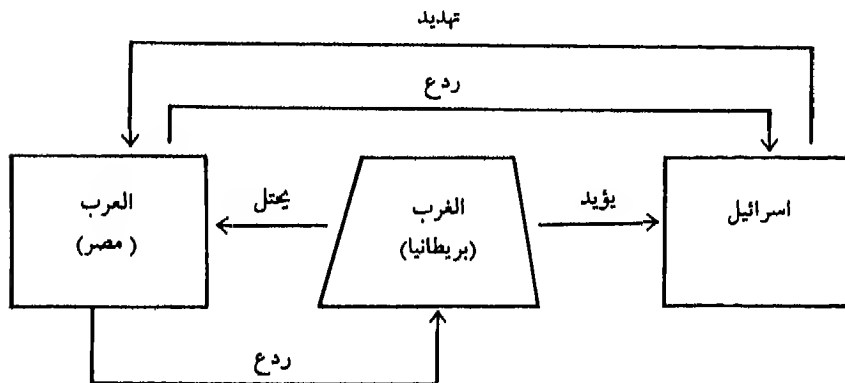 تهديد
ردع
العرب
(مصر)
يحتل
الغرب
(بريطانيا)
يؤيد
اسرائيل
ردع